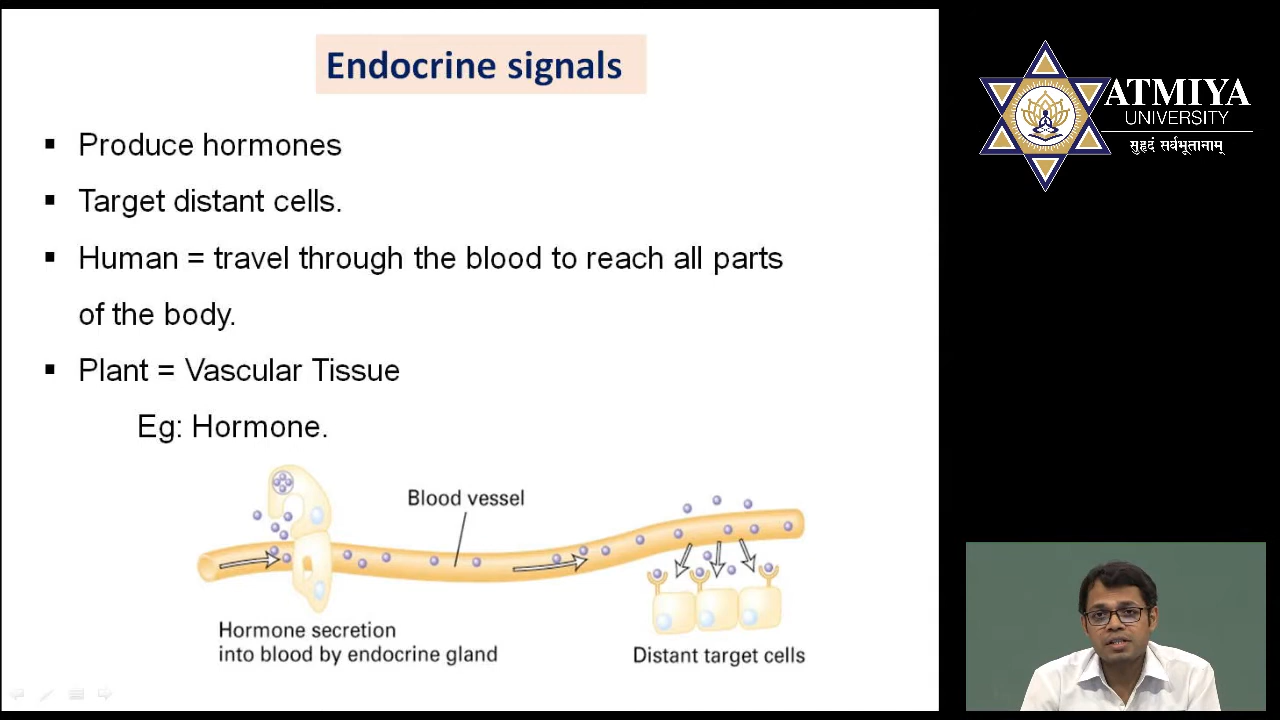 Endocrine signals
▪ Produce hormones
▪ Target distant cells.
▪ Human = travel through the blood to reach all parts
of the body.
▪ Plant = Vascular Tissue
Eg: Hormone.
Blood vessel
Hormone secretion
into blood by endocrine gland
Distant target cells
ATMIYA
UNIVERSITY
सुहृदं सर्वभूतानाम्